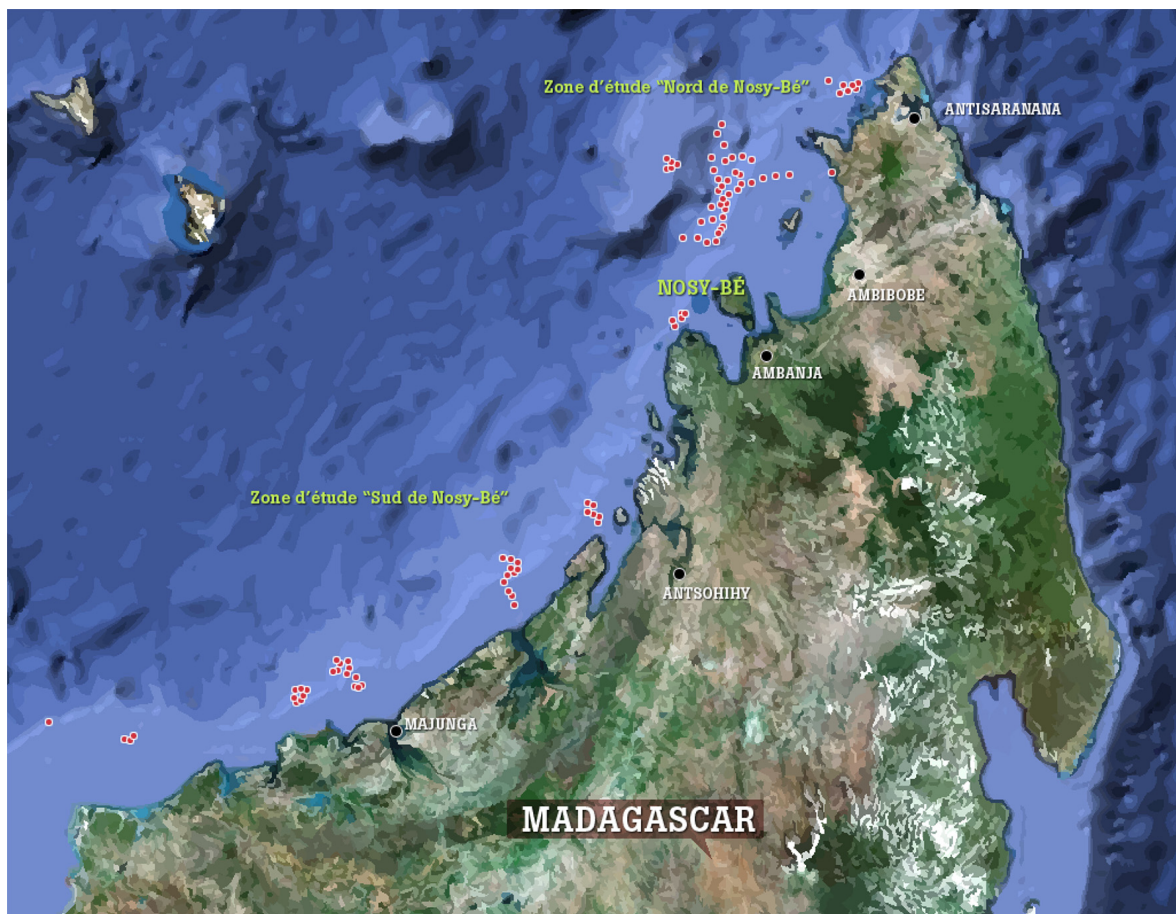 Zone d'étude "Nord de Nosy-Bé"
ANTISARANANA
NOSY-BÉ
AMBIBOBE
AMBANJA
Zone d'étude "Sud de Nosy-Bé"
ANTSOHIHY
MAJUNGA
MADAGASCAR